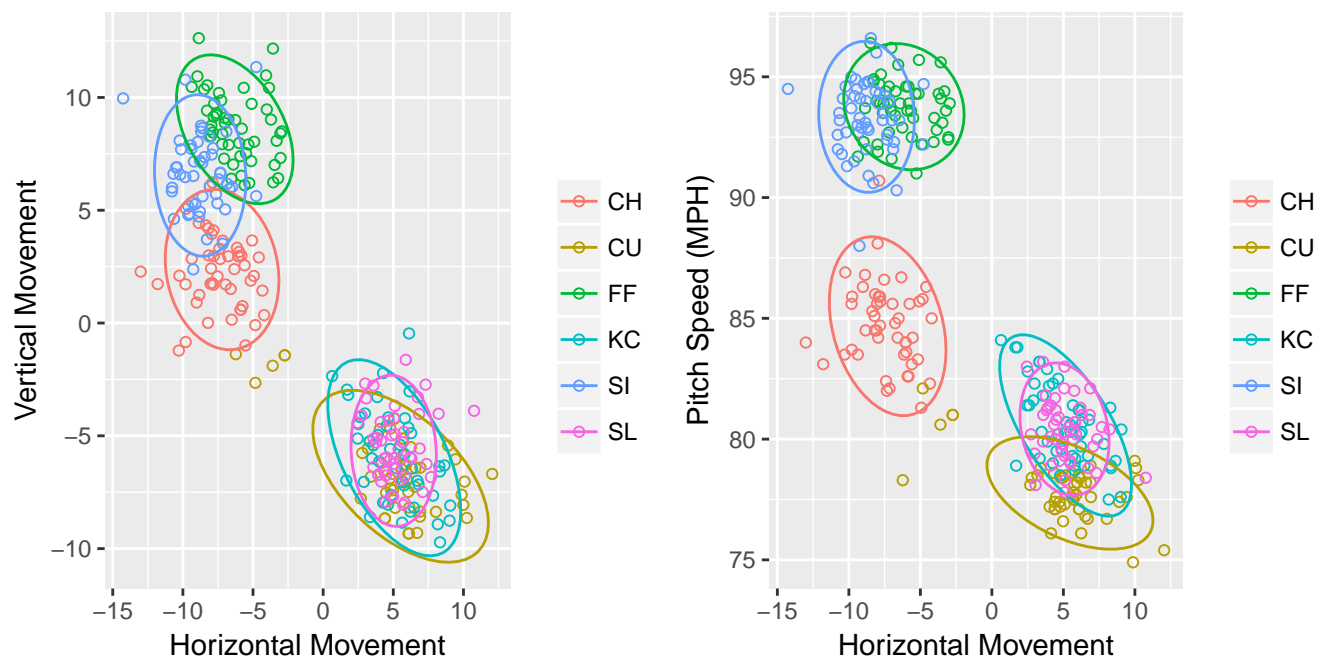 10
5
0
−5
−10
−15
−10
−5
0
5
10
Horizontal Movement
Vertical Movement
CH
CU
FF
KC
SI
SL
95
90
85
80
75
−15
−10
−5
0
5
10
Horizontal Movement
Pitch Speed (MPH)
CH
CU
FF
KC
SI
SL